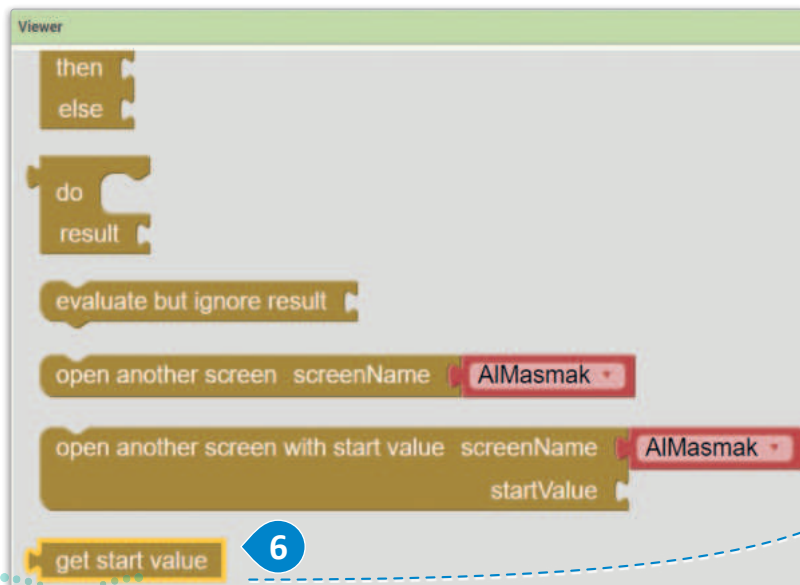 Viewer
then
else
do
result
evaluate but ignore result
open another screen screenName AlMasmak
open another screen with start value screenName AlMasmak
startValue
get start value 6